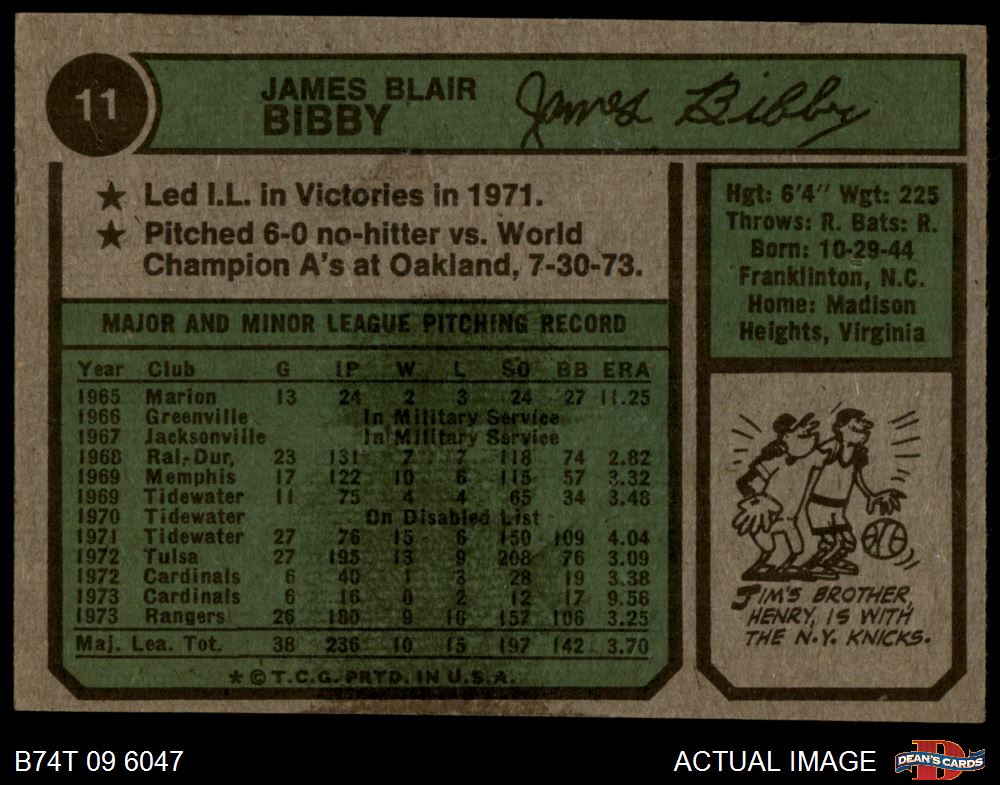 11
JAMES BLAIR
BIBBY
James Bibby
★ Led I.L. in Victories in 1971.
★ Pitched 6-0 no-hitter vs. World
Champion A's at Oakland, 7-30-73.
Hgt: 6'4" Wgt: 225
Throws: R. Bats: R.
Born: 10-29-44
Franklinton, N.C.
Home: Madison
Heights, Virginia
MAJOR AND MINOR LEAGUE PITCHING RECORD
Year Club G IP W L SO BB ERA
1965 Marion 13 24 2 3 24 27 11.25
1966 Greenville In Military Service
1967 Jacksonville In Military Service
1968 Ral.-Dur. 23 131 7 7 118 74 2.82
1969 Memphis 17 122 10 6 115 57 3.32
1969 Tidewater 11 75 4 4 65 34 3.48
1970 Tidewater On Disabled List
1971 Tidewater 27 76 15 6 150 109 4.04
1972 Tulsa 27 195 13 9 208 76 3.09
1972 Cardinals 6 40 1 3 28 19 3.38
1973 Cardinals 6 16 0 2 12 17 9.56
1973 Rangers 26 180 9 10 157 106 3.25
Maj. Lea. Tot. 38 236 10 15 197 142 3.70
* © T.C.G. PRTD. IN U.S.A.
JIM'S BROTHER,
HENRY, IS WITH
THE N.Y. KNICKS.
B74T 09 6047
ACTUAL IMAGE
DEAN'S CARDS